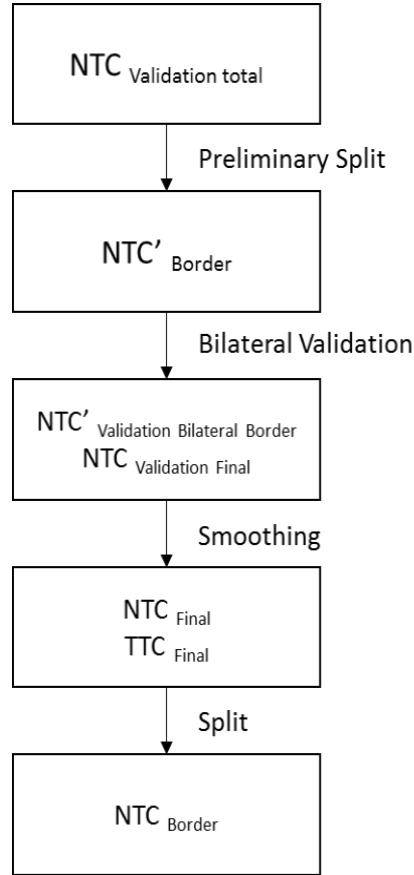 NTC Validation total
Preliminary Split
NTC’ Border
Bilateral Validation
NTC’ Validation Bilateral Border
NTC Validation Final
Smoothing
NTC Final
TTC Final
Split
NTC Border